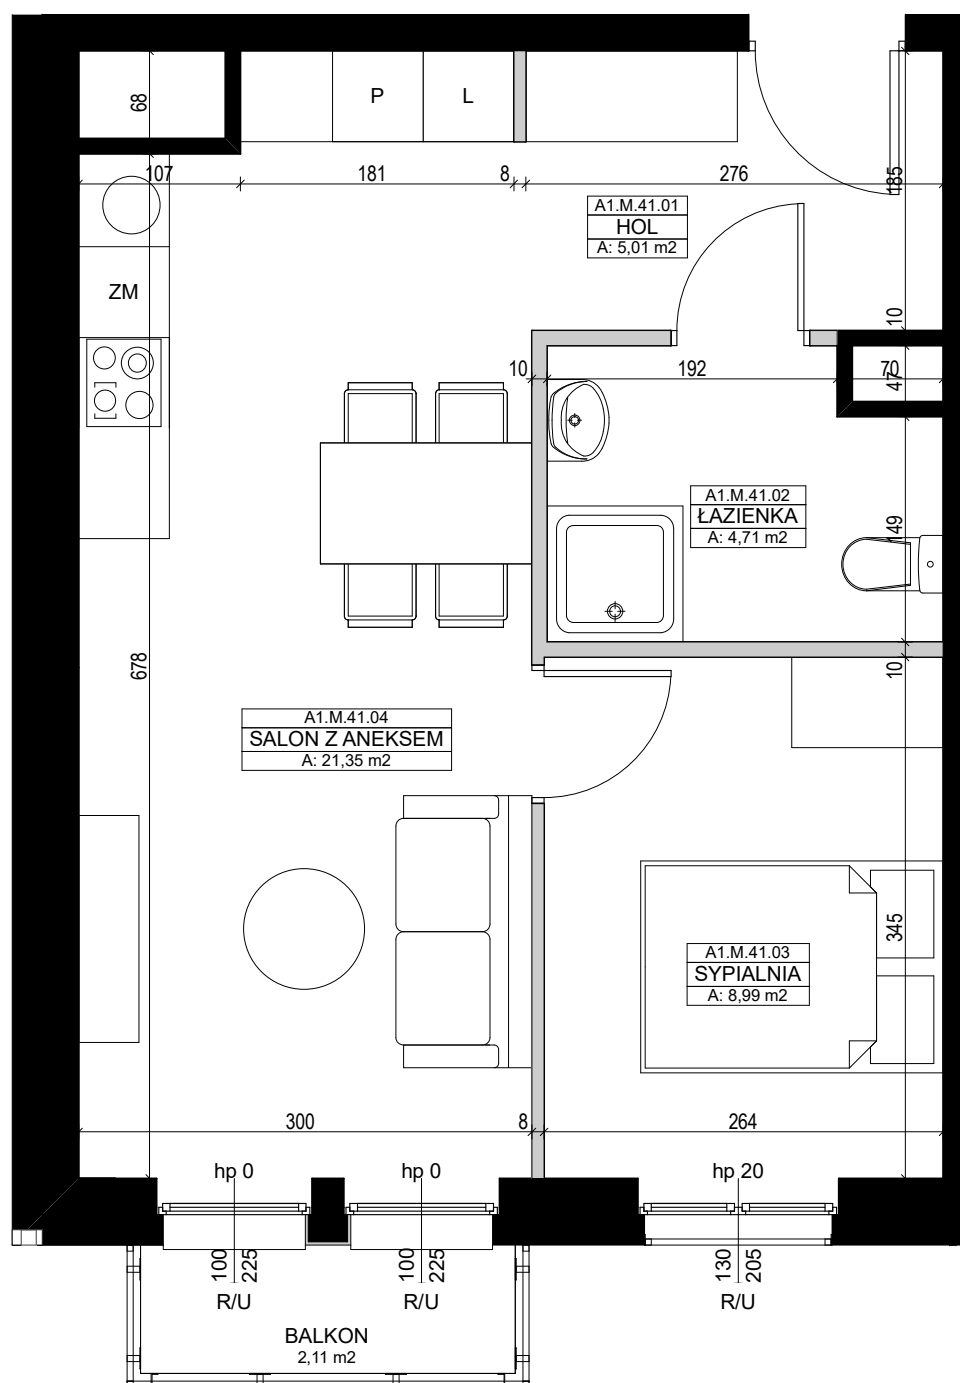 68
P
L
107
181
8
276
185
A1.M.41.01
HOL
A: 5,01 m2
ZM
10
10
192
70
47
A1.M.41.02
ŁAZIENKA
A: 4,71 m2
149
678
10
A1.M.41.04
SALON Z ANEKSEM
A: 21,35 m2
345
A1.M.41.03
SYPIALNIA
A: 8,99 m2
300
8
264
hp 0
hp 0
hp 20
100
225
100
225
130
205
R/U
R/U
R/U
BALKON
2,11 m2